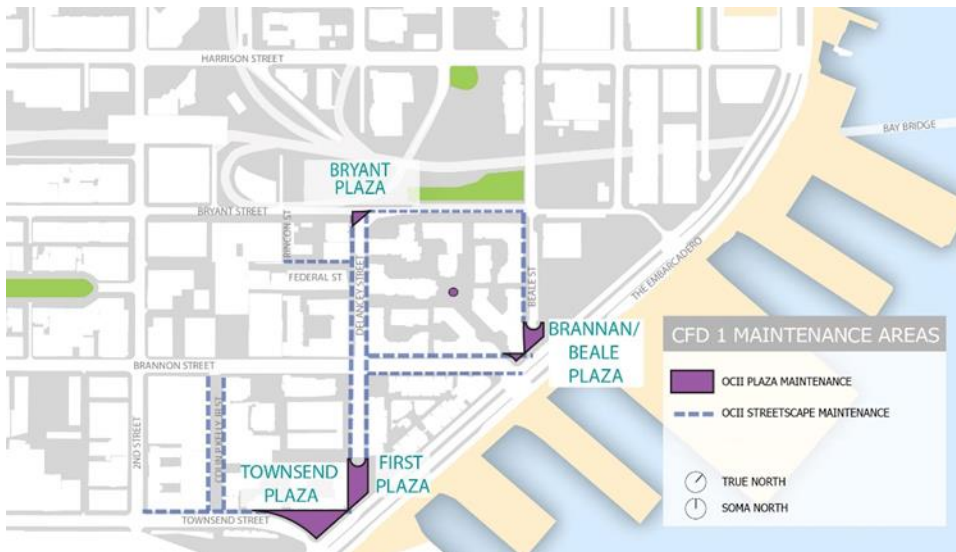 HARRISON STREET
BAY BRIDGE
BRYANT
PLAZA
BRYANT STREET
RINCON ST
FEDERAL ST
DELANCEY STREET
BEALE ST
THE EMBARCADERO
BRANNAN/
BEALE
PLAZA
BRANNON STREET
2ND STREET
COLIN P KELLY JR ST
TOWNSEND
PLAZA
FIRST
PLAZA
TOWNSEND STREET
CFD 1 MAINTENANCE AREAS
OCII PLAZA MAINTENANCE
OCII STREETSCAPE MAINTENANCE
TRUE NORTH
SOMA NORTH